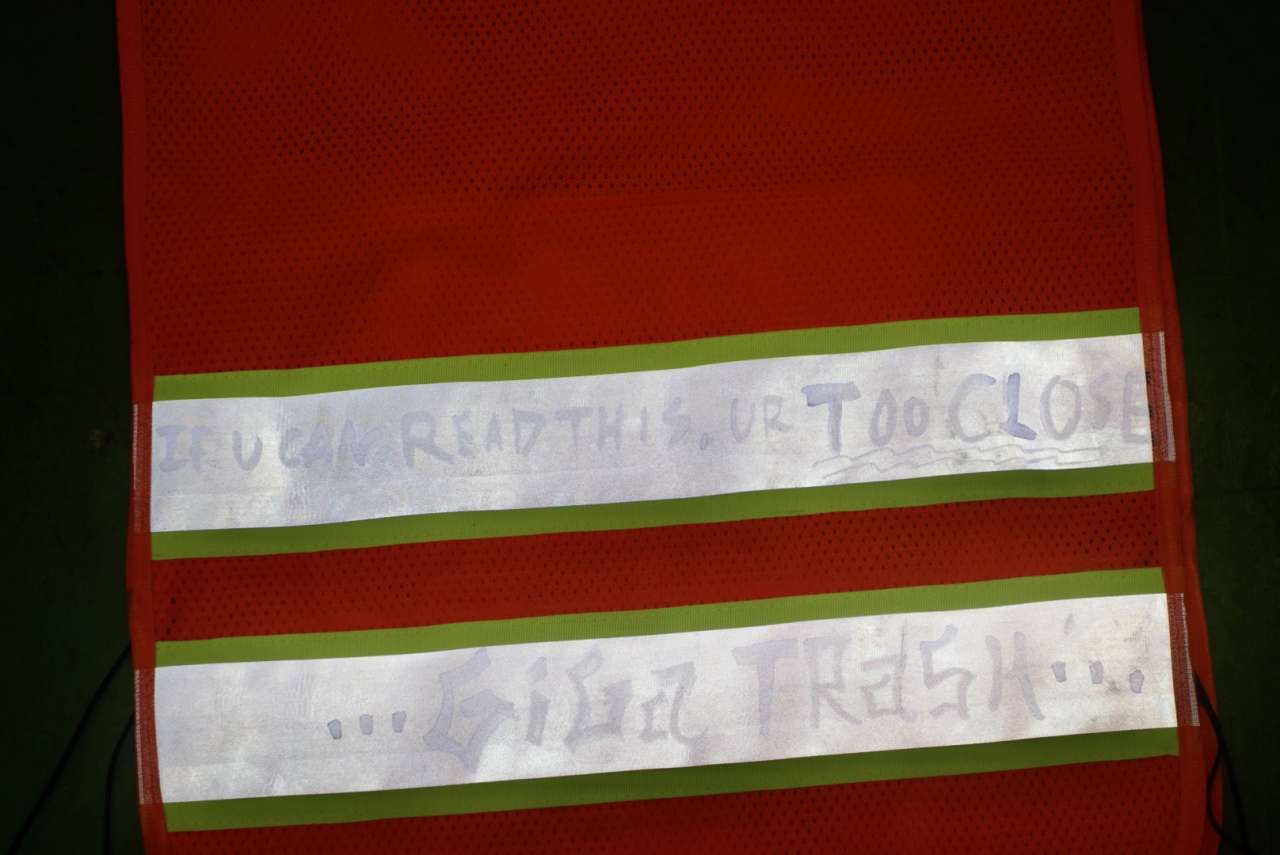 IF U CAN READ THIS, UR TOO CLOSE
...GiGa TRaSH...